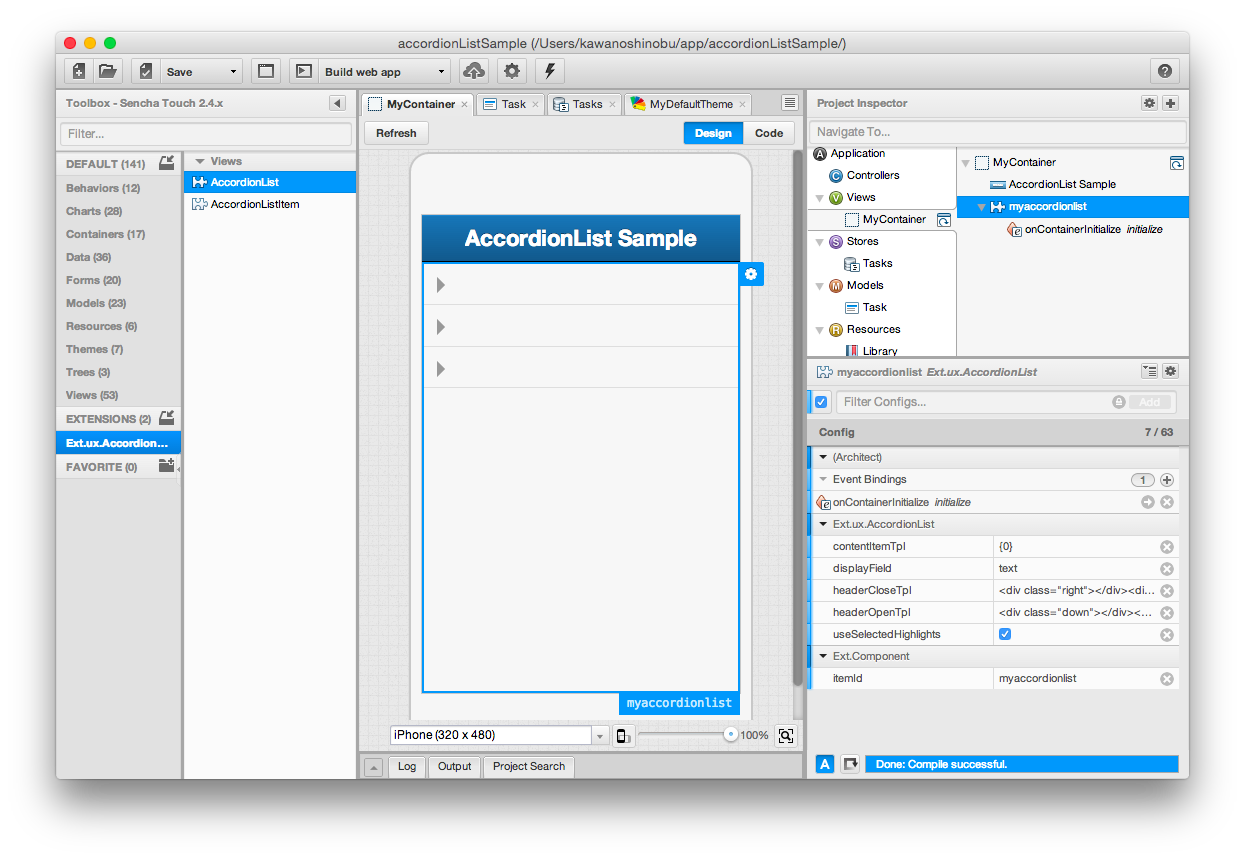 accordionListSample (/Users/kawanoshinobu/app/accordionListSample/)
Save
Build web app
Toolbox - Sencha Touch 2.4.x
Filter...
DEFAULT (141)
Behaviors (12)
Charts (28)
Containers (17)
Data (36)
Forms (20)
Models (23)
Resources (6)
Themes (7)
Trees (3)
Views (53)
EXTENSIONS (2)
Ext.ux.Accordion...
FAVORITE (0)
Views
AccordionList
AccordionListItem
MyContainer
Task
Tasks
MyDefaultTheme
Refresh
Design
Code
AccordionList Sample
myaccordionlist
iPhone (320 x 480)
100%
Log
Output
Project Search
Project Inspector
Navigate To...
Application
Controllers
Views
MyContainer
Stores
Tasks
Models
Task
Resources
Library
MyContainer
AccordionList Sample
myaccordionlist
onContainerInitialize initialize
myaccordionlist Ext.ux.AccordionList
Filter Configs...
Add
Config
7 / 63
(Architect)
Event Bindings
1
onContainerInitialize initialize
Ext.ux.AccordionList
contentItemTpl
{0}
displayField
text
headerCloseTpl
<div class="right"></div><di...
headerOpenTpl
<div class="down"></div><...
useSelectedHighlights
Ext.Component
itemId
myaccordionlist
A
Done: Compile successful.